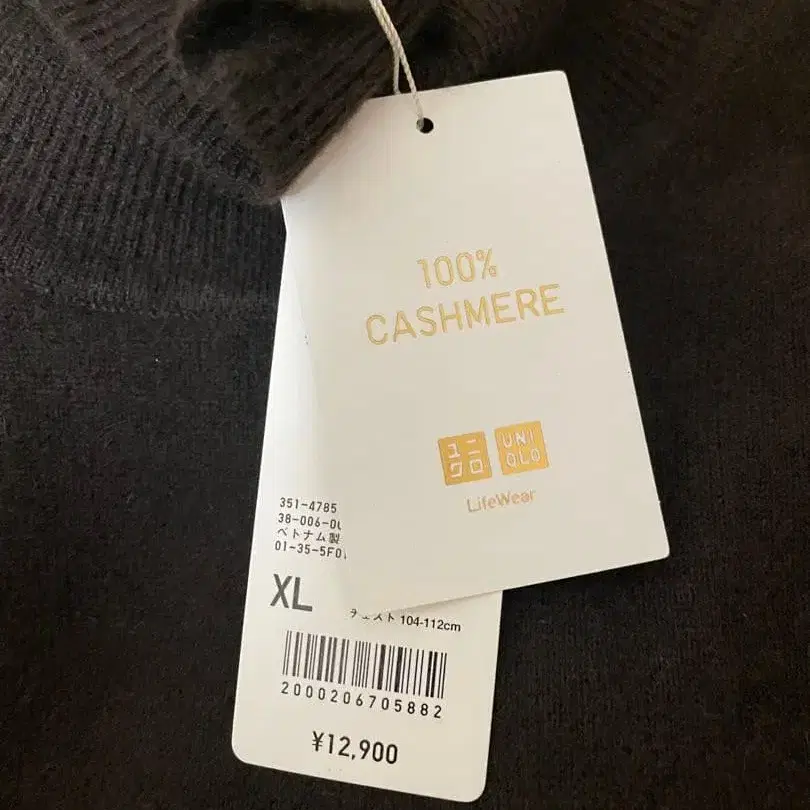 100%
CASHMERE
ユニ
クロ
UNI
QLO
LifeWear
351-4785
38-006-0
ベトナム製
01-35-5F0
XL
チェスト 104-112cm
2000206705882
¥12,900